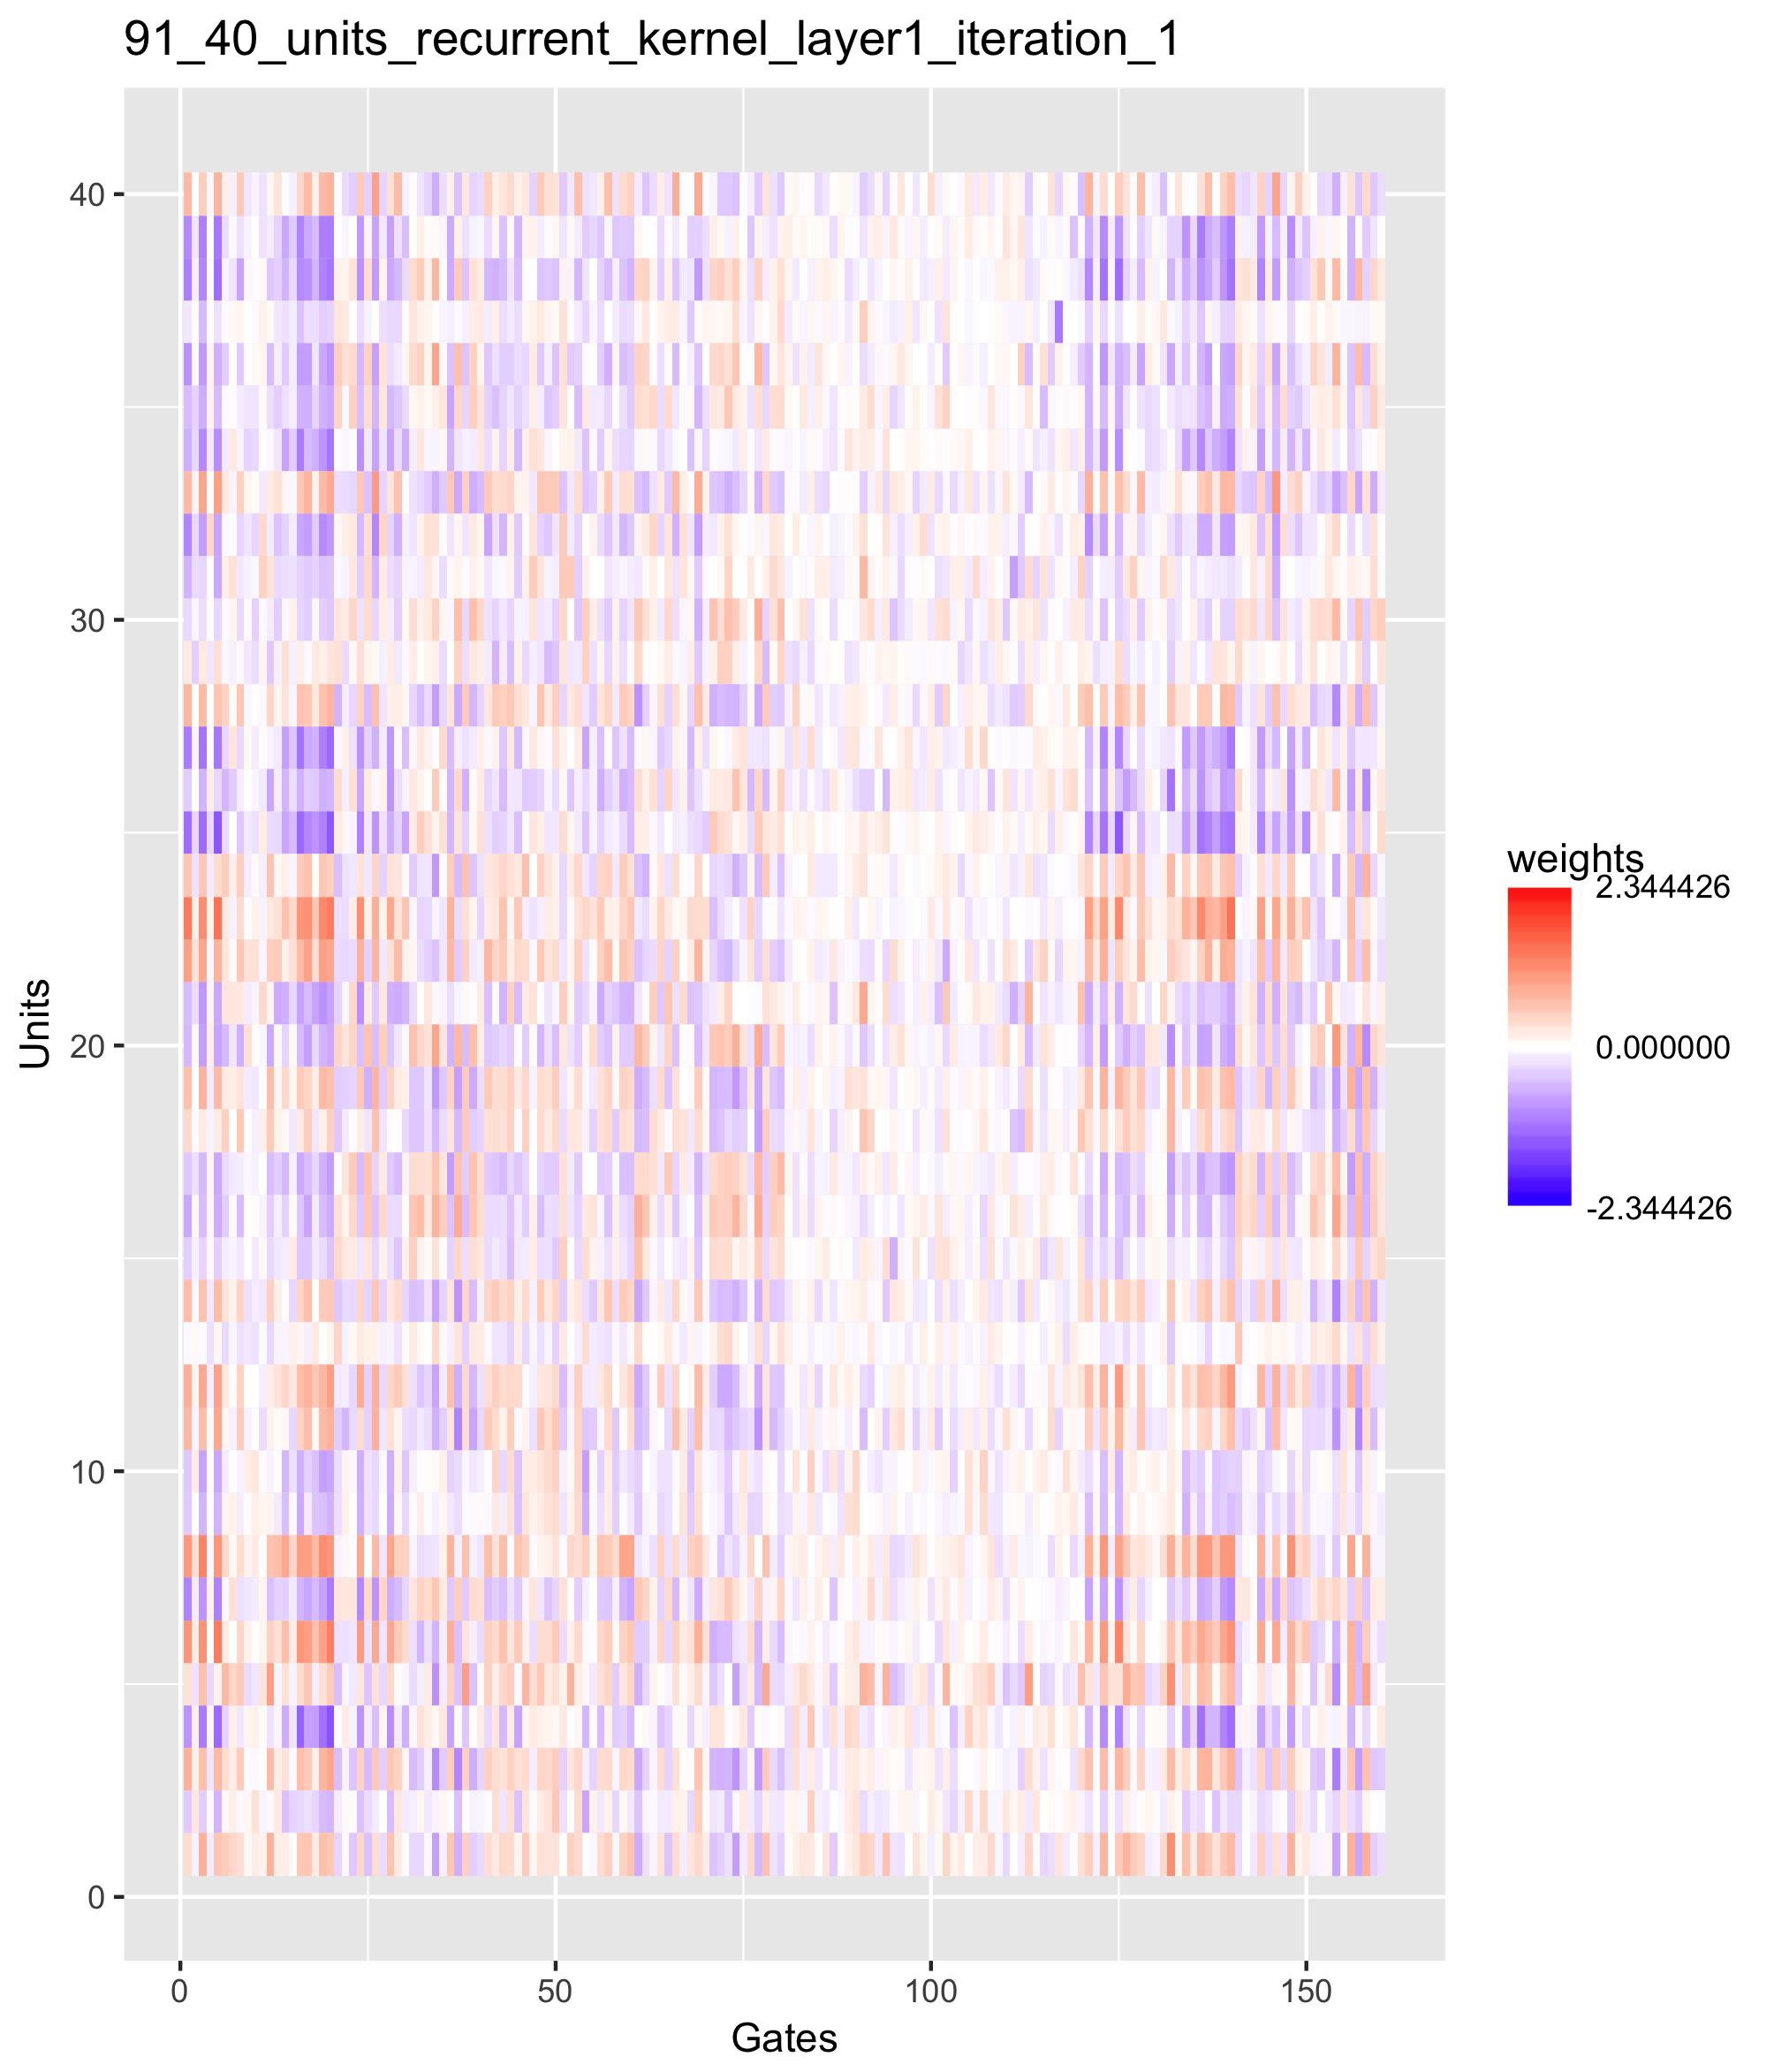 91_40_units_recurrent_kernel_layer1_iteration_1
Units
40
30
20
10
0
0 50 100 150
Gates
weights
2.344426
0.000000
-2.344426